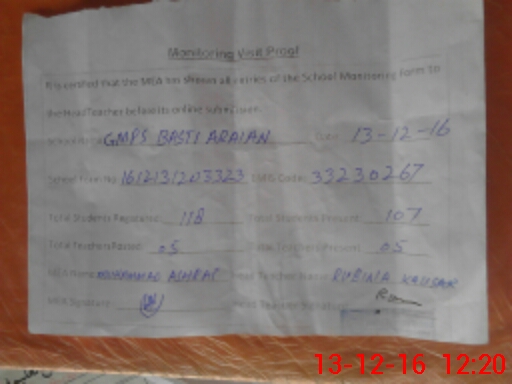 Monitoring Visit Proof
It is certified that the MEA has shown all entries of the School Monitoring Form to
the Head Teacher before its online submission.
School Name GMPS BASTI ARAIAN Date: 13-12-16
School Form No 1612131203323 EMIS Code: 33230267
Total Students Registered: 118 Total Students Present: 107
Total Teachers Posted: 05 Total Teachers Present: 05
MEA Name: MUHAMMAD ASHRAF Head Teacher Name: RUBINA KAUSAR
MEA Signature: Head Teacher Signature:
13-12-16 12:20